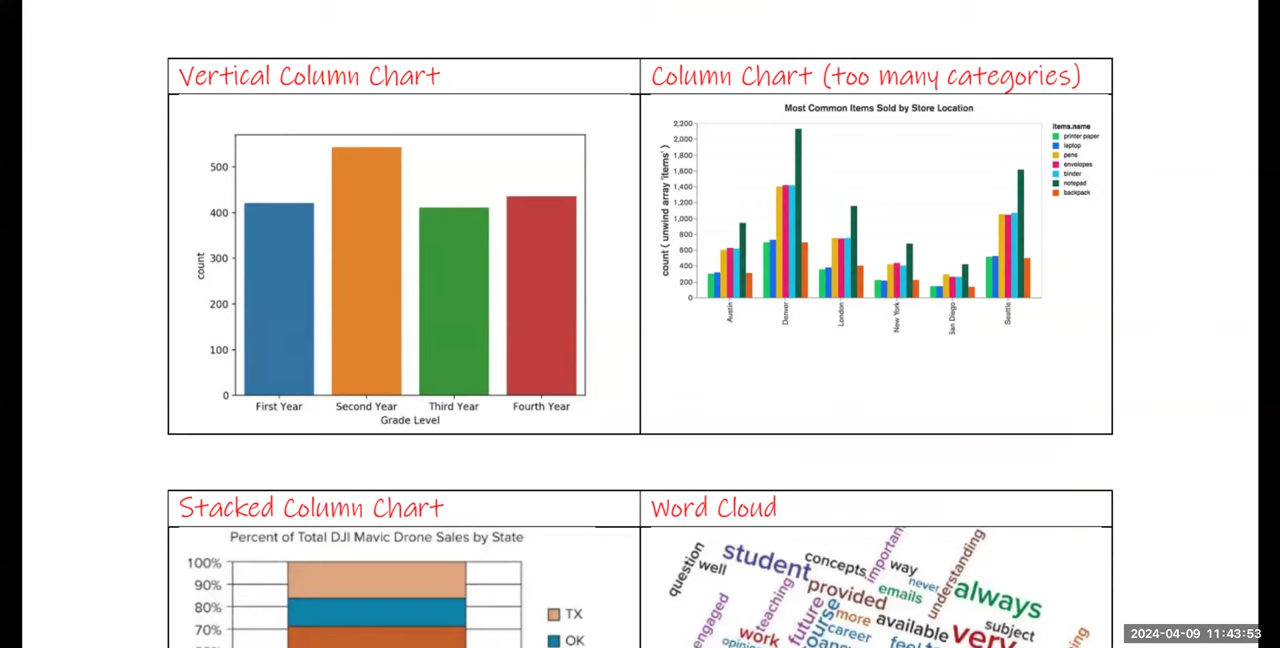 Vertical Column Chart
Column Chart (too many categories)
500
400
300
200
100
0
count
First Year Second Year Third Year Fourth Year
Grade Level
Most Common Items Sold by Store Location
count ( unwind array 'items' )
2,200
2,000
1,800
1,600
1,400
1,200
1,000
800
600
400
200
0
Austin Denver London New York San Diego Seattle
items.name
printer paper
laptop
pens
envelopes
binder
notepad
backpack
Stacked Column Chart
Word Cloud
Percent of Total DJI Mavic Drone Sales by State
100%
90%
80%
70%
TX
OK
question
well
student
concepts
way
never
understanding
teaching
provided
emails
always
engaged
future
more
available
subject
work
career
very
2024-04-09 11:43:53